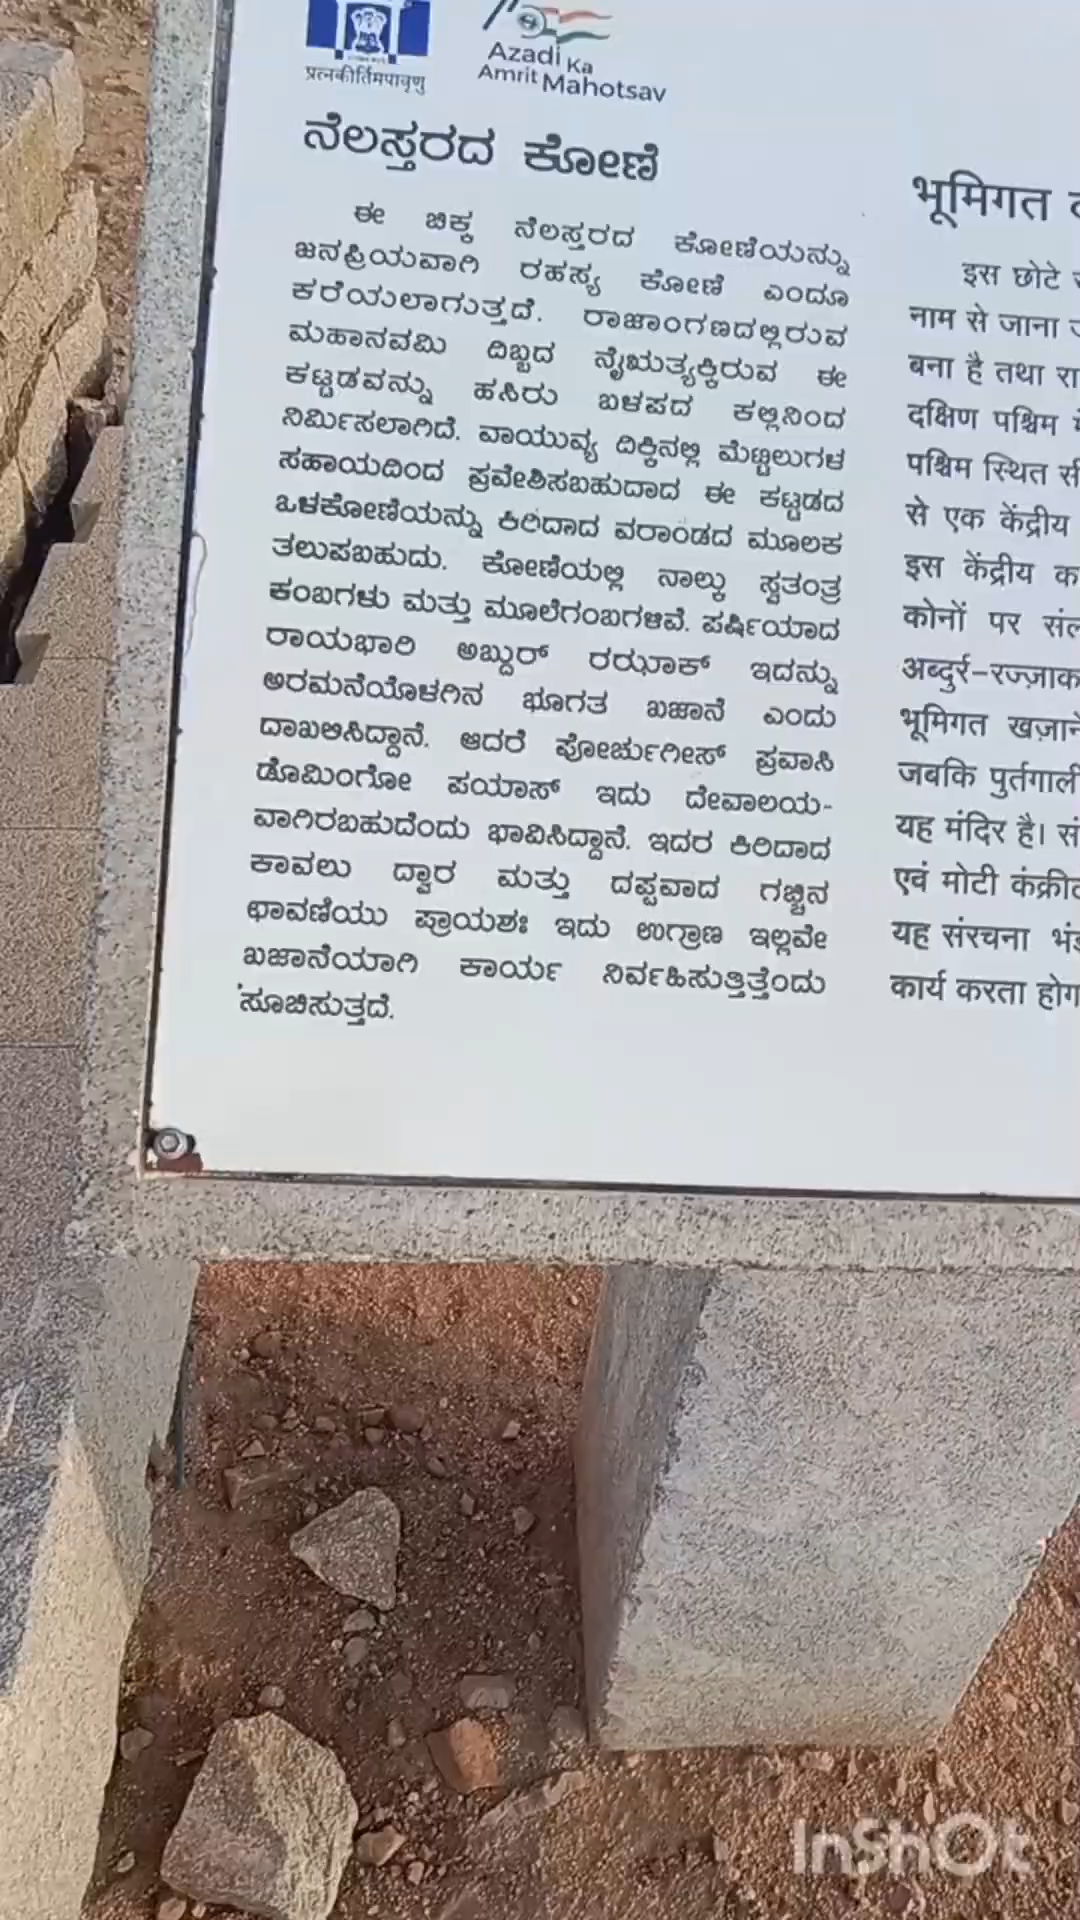 प्रत्नकीर्तिमपावृणु
Azadi Ka
Amrit Mahotsav
ನೆಲಸ್ತರದ ಕೋಣೆ
ಈ ಚಿಕ್ಕ ನೆಲಸ್ತರದ ಕೋಣೆಯನ್ನು
ಜನಪ್ರಿಯವಾಗಿ ರಹಸ್ಯ ಕೋಣೆ ಎಂದೂ
ಕರೆಯಲಾಗುತ್ತದೆ. ರಾಜಾಂಗಣದಲ್ಲಿರುವ
ಮಹಾನವಮಿ ದಿಬ್ಬದ ನೈಋತ್ಯಕ್ಕಿರುವ ಈ
ಕಟ್ಟಡವನ್ನು ಹಸಿರು ಬಳಪದ ಕಲ್ಲಿನಿಂದ
ನಿರ್ಮಿಸಲಾಗಿದೆ. ವಾಯುವ್ಯ ದಿಕ್ಕಿನಲ್ಲಿ ಮೆಟ್ಟಲುಗಳ
ಸಹಾಯದಿಂದ ಪ್ರವೇಶಿಸಬಹುದಾದ ಈ ಕಟ್ಟಡದ
ಒಳಕೋಣೆಯನ್ನು ಕಿರಿದಾದ ವರಾಂಡದ ಮೂಲಕ
ತಲುಪಬಹುದು. ಕೋಣೆಯಲ್ಲಿ ನಾಲ್ಕು ಸ್ವತಂತ್ರ
ಕಂಬಗಳು ಮತ್ತು ಮೂಲೆಗಂಬಗಳಿವೆ. ಪರ್ಷಿಯಾದ
ರಾಯಭಾರಿ ಅಬ್ದುರ್ ರಝಾಕ್ ಇದನ್ನು
ಅರಮನೆಯೊಳಗಿನ ಭೂಗತ ಖಜಾನೆ ಎಂದು
ದಾಖಲಿಸಿದ್ದಾನೆ. ಆದರೆ ಪೋರ್ಚುಗೀಸ್ ಪ್ರವಾಸಿ
ಡೊಮಿಂಗೋ ಪಯಾಸ್ ಇದು ದೇವಾಲಯ-
ವಾಗಿರಬಹುದೆಂದು ಭಾವಿಸಿದ್ದಾನೆ. ಇದರ ಕಿರಿದಾದ
ಕಾವಲು ದ್ವಾರ ಮತ್ತು ದಪ್ಪವಾದ ಗಚ್ಚಿನ
ಛಾವಣಿಯು ಪ್ರಾಯಶಃ ಇದು ಉಗ್ರಾಣ ಇಲ್ಲವೇ
ಖಜಾನೆಯಾಗಿ ಕಾರ್ಯ ನಿರ್ವಹಿಸುತ್ತಿತ್ತೆಂದು
ಸೂಚಿಸುತ್ತದೆ.
भूमिगत
इस छोटे
नाम से जाना
बना है तथा रा
दक्षिण पश्चिम
पश्चिम स्थित सी
से एक केंद्रीय
इस केंद्रीय क
कोनों पर संल
अब्दुर्र-रज्ज़ाक
भूमिगत खज़ाने
जबकि पुर्तगाली
यह मंदिर है। सं
एवं मोटी कंक्रीट
यह संरचना भं
कार्य करता होग
InShOt